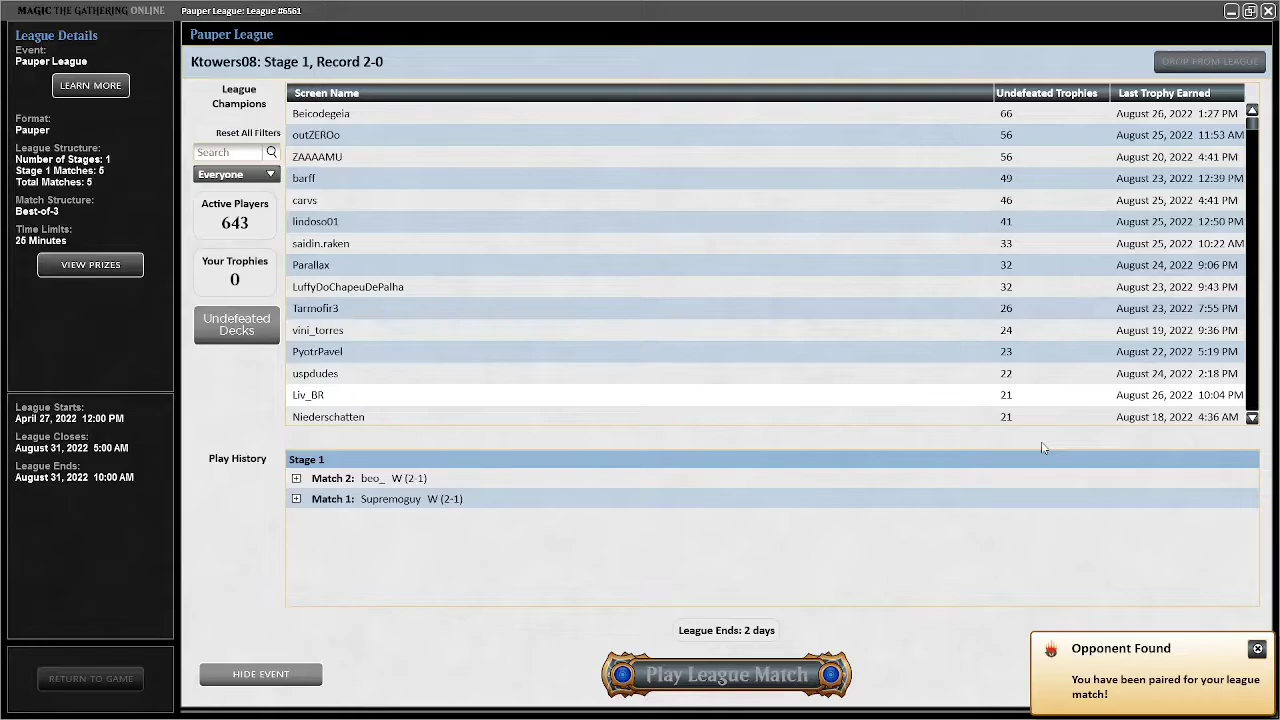 MAGIC THE GATHERING ONLINE
Pauper League: League #6561
League Details
Event:
Pauper League
LEARN MORE
Format:
Pauper
League Structure:
Number of Stages: 1
Stage 1 Matches: 5
Total Matches: 5
Match Structure:
Best-of-3
Time Limits:
25 Minutes
VIEW PRIZES
League Starts:
April 27, 2022 12:00 PM
League Closes:
August 31, 2022 5:00 AM
League Ends:
August 31, 2022 10:00 AM
RETURN TO GAME
Pauper League
Ktowers08: Stage 1, Record 2-0
DROP FROM LEAGUE
League
Champions
Reset All Filters
Search
Everyone
Active Players
643
Your Trophies
0
Undefeated
Decks
Screen Name Undefeated Trophies Last Trophy Earned
Beicodegeia 66 August 26, 2022 1:27 PM
outZEROo 56 August 25, 2022 11:53 AM
ZAAAAMU 56 August 20, 2022 4:41 PM
barff 49 August 23, 2022 12:39 PM
carvs 46 August 25, 2022 4:41 PM
lindoso01 41 August 25, 2022 12:50 PM
saidin.raken 33 August 25, 2022 10:22 AM
Parallax 32 August 24, 2022 9:06 PM
LuffyDoChapeuDePalha 32 August 23, 2022 9:43 PM
Tarmofir3 26 August 23, 2022 7:55 PM
vini_torres 24 August 19, 2022 9:36 PM
PyotrPavel 23 August 22, 2022 5:19 PM
uspdudes 22 August 24, 2022 2:18 PM
Liv_BR 21 August 26, 2022 10:04 PM
Niederschatten 21 August 18, 2022 4:36 AM
Play History
Stage 1
Match 2: beo_ W (2-1)
Match 1: Supremoguy W (2-1)
League Ends: 2 days
HIDE EVENT
Play League Match
Opponent Found
You have been paired for your league
match!